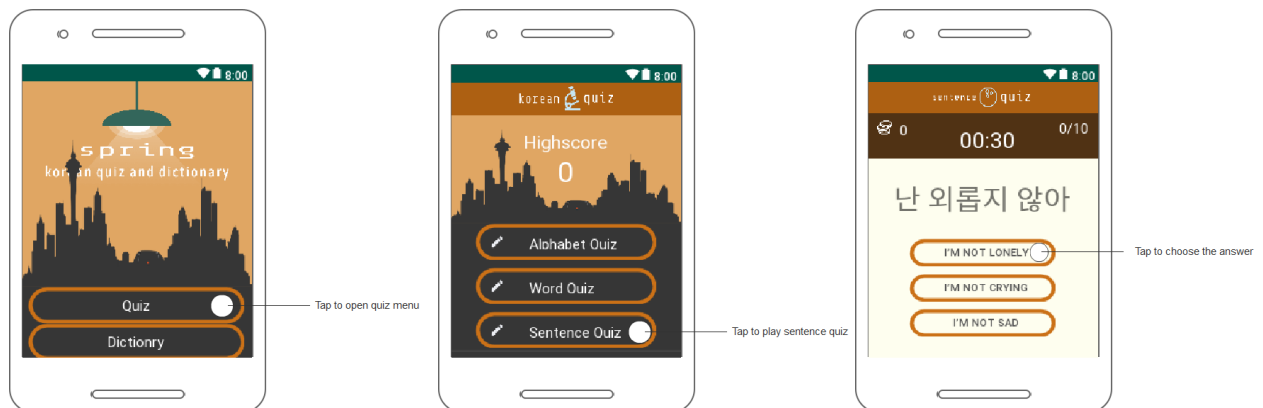 8:00
spring
korean quiz and dictionary
Quiz
Dictionry
Tap to open quiz menu
8:00
korean quiz
Highscore
0
Alphabet Quiz
Word Quiz
Sentence Quiz
Tap to play sentence quiz
8:00
sentence quiz
0
00:30
0/10
난 외롭지 않아
I'M NOT LONELY
I'M NOT CRYING
I'M NOT SAD
Tap to choose the answer